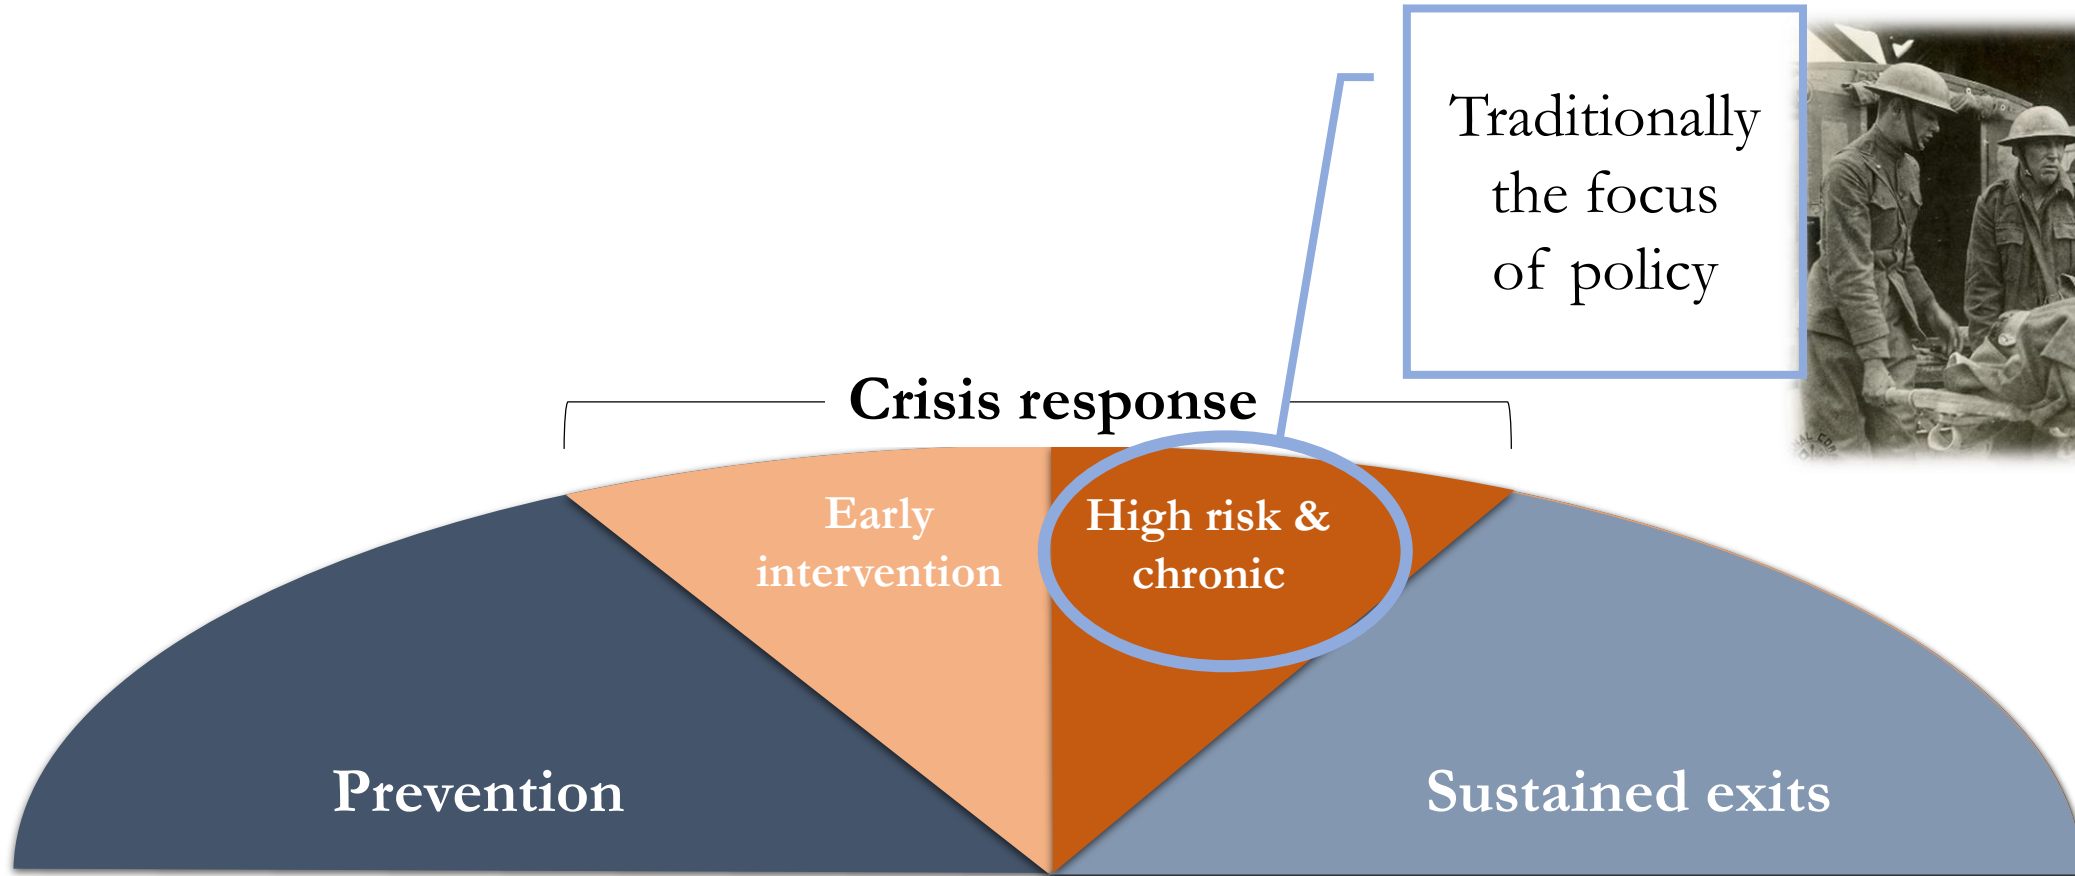 Traditionally
the focus
of policy
Crisis response
Early
intervention
High risk &
chronic
Prevention
Sustained exits